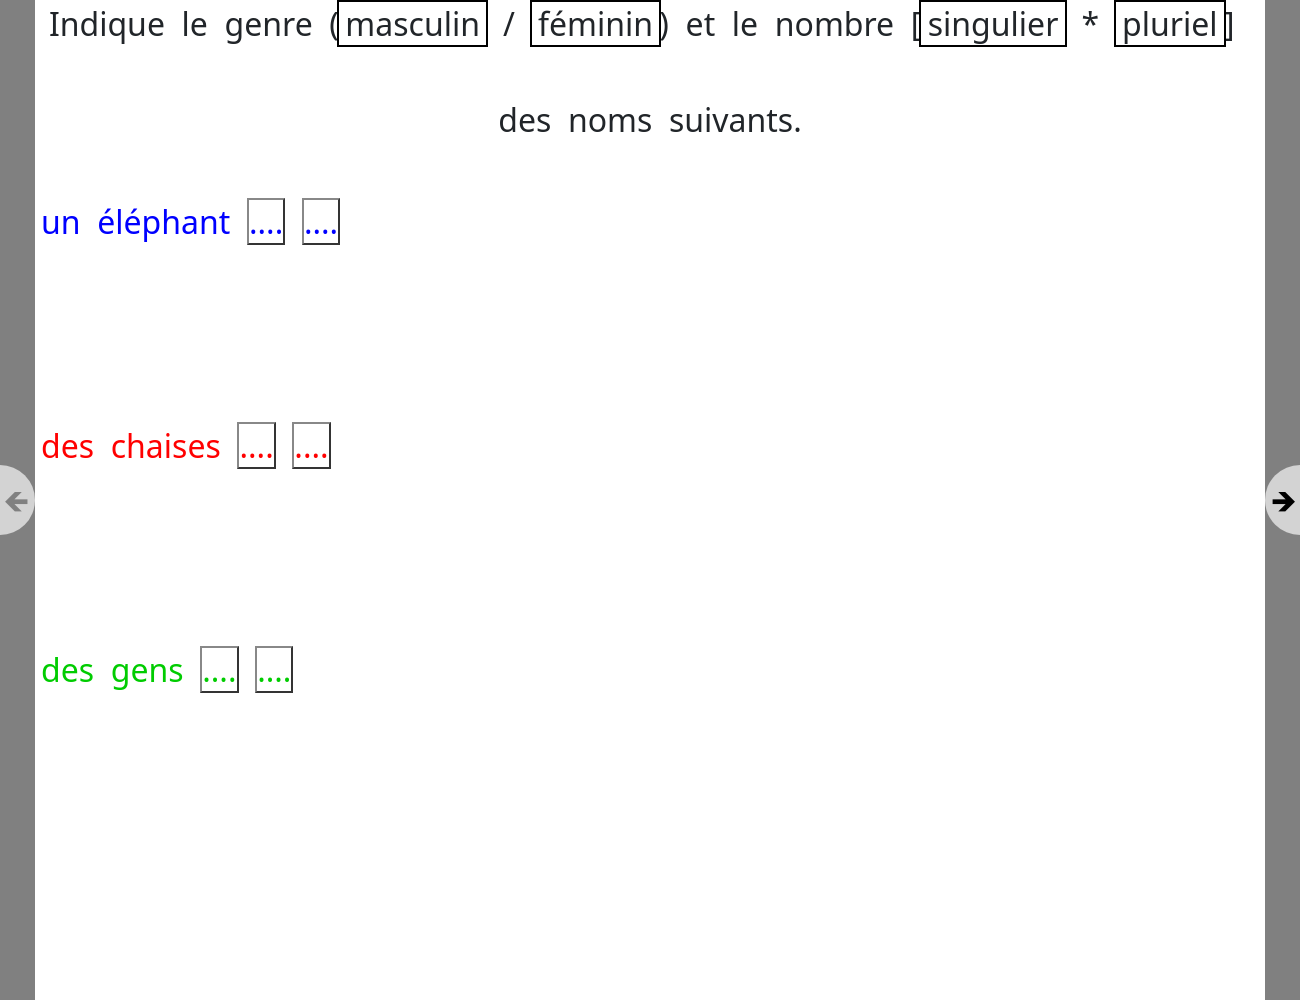 Indique le genre (masculin / féminin) et le nombre [singulier * pluriel]
des noms suivants.
un éléphant .... ....
des chaises .... ....
des gens .... ....